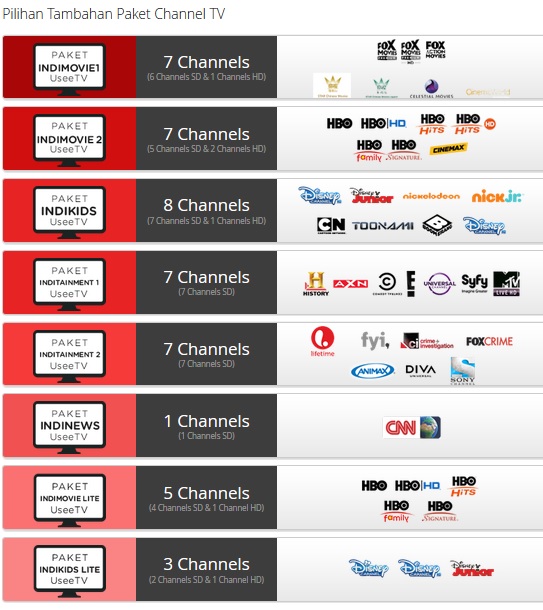 Pilihan Tambahan Paket Channel TV
PAKET
INDIMOVIE1
UseeTV
7 Channels
(6 Channels SD & 1 Channels HD)
FOX
MOVIES
PREMIUM
FOX
MOVIES
PREMIUM
HD
FOX
ACTION
MOVIES
CELESTIAL MOVIES
PAKET
INDIMOVIE 2
UseeTV
7 Channels
(5 Channels SD & 2 Channels HD)
HBO
HBO|HD
HBO
HITS
HBO
HITS HD
HBO
family
HBO
SIGNATURE.
CINEMAX
PAKET
INDIKIDS
UseeTV
8 Channels
(7 Channels SD & 1 Channels HD)
Disney
CHANNEL
Disney
Junior
nickelodeon
nick jr.
CN
CARTOON NETWORK
TOONAMI
Disney
CHANNEL
PAKET
INDITAINMENT 1
UseeTV
7 Channels
(7 Channels SD)
H
HISTORY
AXN
COMEDY CENTRAL
E
UNIVERSAL
CHANNEL
Syfy
Imagine Greater
MTV
LIVE HD
PAKET
INDITAINMENT 2
UseeTV
7 Channels
(7 Channels SD)
lifetime
fyi,
ci crime+
investigation
FOXCRIME
ANIMAX
DIVA
UNIVERSAL
SONY
CHANNEL
PAKET
INDINEWS
UseeTV
1 Channels
(1 Channels SD)
CNN
PAKET
INDIMOVIE LITE
UseeTV
5 Channels
(4 Channels SD & 1 Channel HD)
HBO
HBO|HD
HBO
HITS
HBO
family
HBO
SIGNATURE.
PAKET
INDIKIDS LITE
UseeTV
3 Channels
(2 Channels SD & 1 Channel HD)
Disney
CHANNEL
Disney
CHANNEL
Disney
Junior